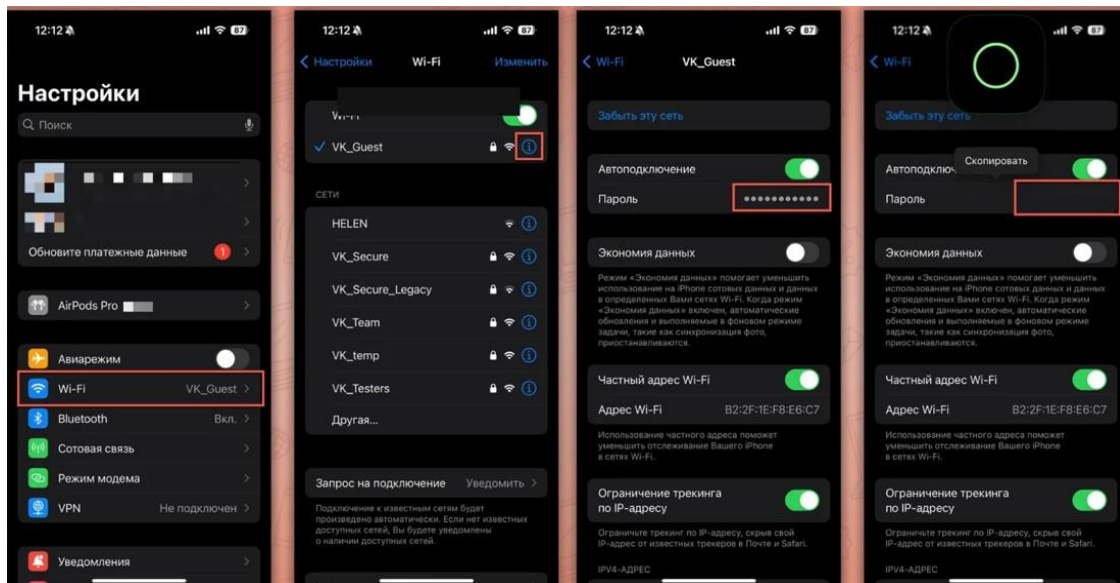 12:12
87
Настройки
Поиск
Обновите платежные данные
1
AirPods Pro
Авиарежим
Wi-Fi
VK_Guest
Bluetooth
Вкл.
Сотовая связь
Режим модема
VPN
Не подключен
Уведомления
12:12
87
Настройки
Wi-Fi
Изменить
Wi-Fi
VK_Guest
СЕТИ
HELEN
VK_Secure
VK_Secure_Legacy
VK_Team
VK_temp
VK_Testers
Другая...
Запрос на подключение
Уведомить
Подключение к известным сетям будет
произведено автоматически. Если нет известных
доступных сетей, Вы будете уведомлены
о наличии доступных сетей.
12:12
87
Wi-Fi
VK_Guest
Забыть эту сеть
Автоподключение
Пароль
Экономия данных
Режим «Экономия данных» помогает уменьшить
использование на iPhone сотовых данных и данных
в определенных Вами сетях Wi-Fi. Когда режим
«Экономия данных» включен, автоматические
обновления и выполняемые в фоновом режиме
задачи, такие как синхронизация фото,
приостанавливаются.
Частный адрес Wi-Fi
Адрес Wi-Fi
B2:2F:1E:F8:E6:C7
Использование частного адреса поможет
уменьшить отслеживание Вашего iPhone
в сетях Wi-Fi.
Ограничение трекинга
по IP-адресу
Ограничьте трекинг по IP-адресу, скрыв свой
IP-адрес от известных трекеров в Почте и Safari.
IPV4-АДРЕС
12:12
87
Wi-Fi
Забыть эту сеть
Скопировать
Автоподключ
Пароль
Экономия данных
Режим «Экономия данных» помогает уменьшить
использование на iPhone сотовых данных и данных
в определенных Вами сетях Wi-Fi. Когда режим
«Экономия данных» включен, автоматические
обновления и выполняемые в фоновом режиме
задачи, такие как синхронизация фото,
приостанавливаются.
Частный адрес Wi-Fi
Адрес Wi-Fi
B2:2F:1E:F8:E6:C7
Использование частного адреса поможет
уменьшить отслеживание Вашего iPhone
в сетях Wi-Fi.
Ограничение трекинга
по IP-адресу
Ограничьте трекинг по IP-адресу, скрыв свой
IP-адрес от известных трекеров в Почте и Safari.
IPV4-АДРЕС